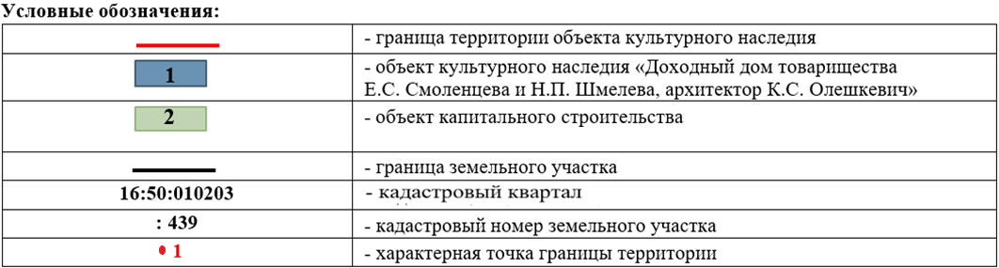 Условные обозначения:
- граница территории объекта культурного наследия
1
- объект культурного наследия «Доходный дом товарищества
Е.С. Смоленцева и Н.П. Шмелева, архитектор К.С. Олешкевич»
2
- объект капитального строительства
- граница земельного участка
16:50:010203
- кадастровый квартал
: 439
- кадастровый номер земельного участка
1
- характерная точка границы территории